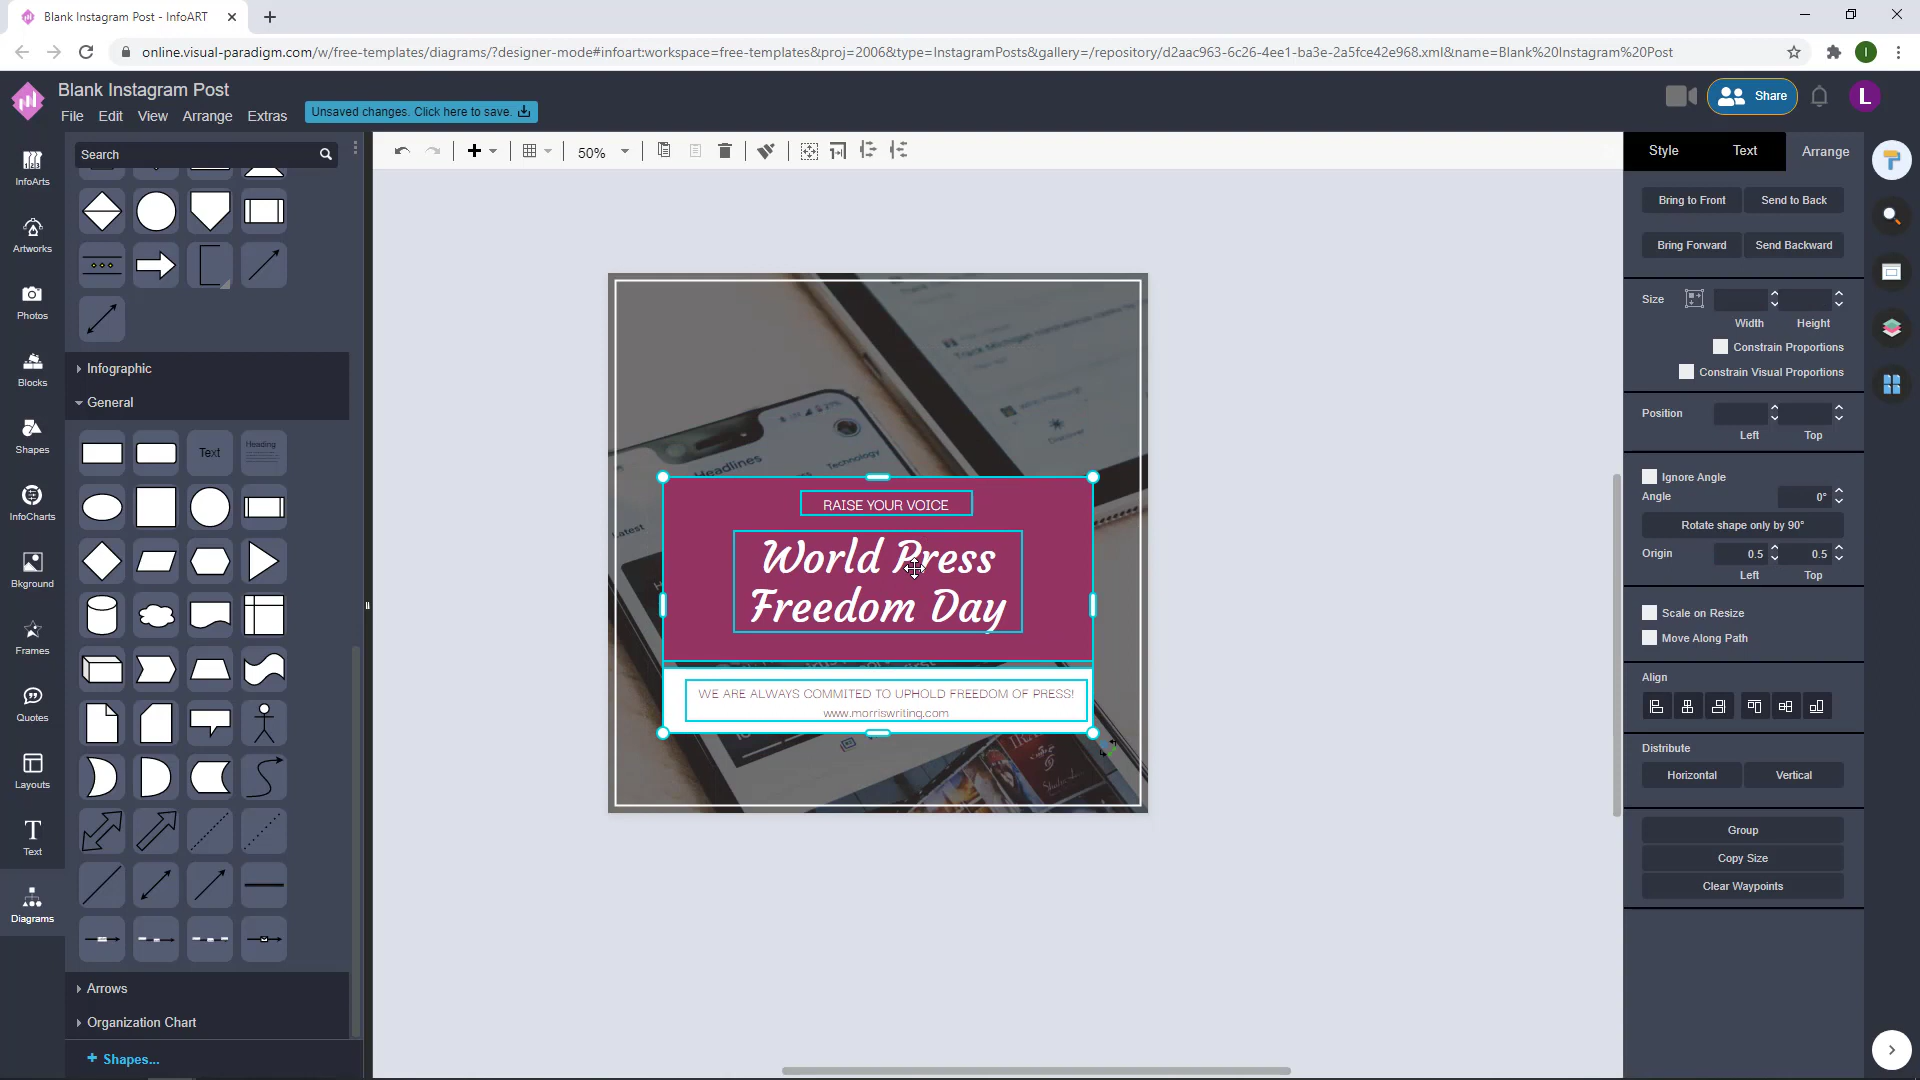 Blank Instagram Post - InfoART
online.visual-paradigm.com/w/free-templates/diagrams/?designer-mode#infoart:workspace=free-templates&proj=2006&type=InstagramPosts&gallery=/repository/d2aac963-6c26-4ee1-ba3e-2a5fce42e968.xml&name=Blank%20Instagram%20Post
I
Blank Instagram Post
File Edit View Arrange Extras
Unsaved changes. Click here to save.
Share
L
InfoArts
Artworks
Photos
Blocks
Shapes
InfoCharts
Bkground
Frames
Quotes
Layouts
T
Text
Diagrams
Search
Infographic
General
Text
Heading
Arrows
Organization Chart
+ Shapes...
50%
Headlines
Technology
Latest
Discover
RAISE YOUR VOICE
World Press
Freedom Day
WE ARE ALWAYS COMMITED TO UPHOLD FREEDOM OF PRESS!
www.morriswriting.com
Style Text Arrange
Bring to Front Send to Back
Bring Forward Send Backward
Size
Width Height
Constrain Proportions
Constrain Visual Proportions
Position
Left Top
Ignore Angle
Angle 0°
Rotate shape only by 90°
Origin 0.5 0.5
Left Top
Scale on Resize
Move Along Path
Align
Distribute
Horizontal Vertical
Group
Copy Size
Clear Waypoints